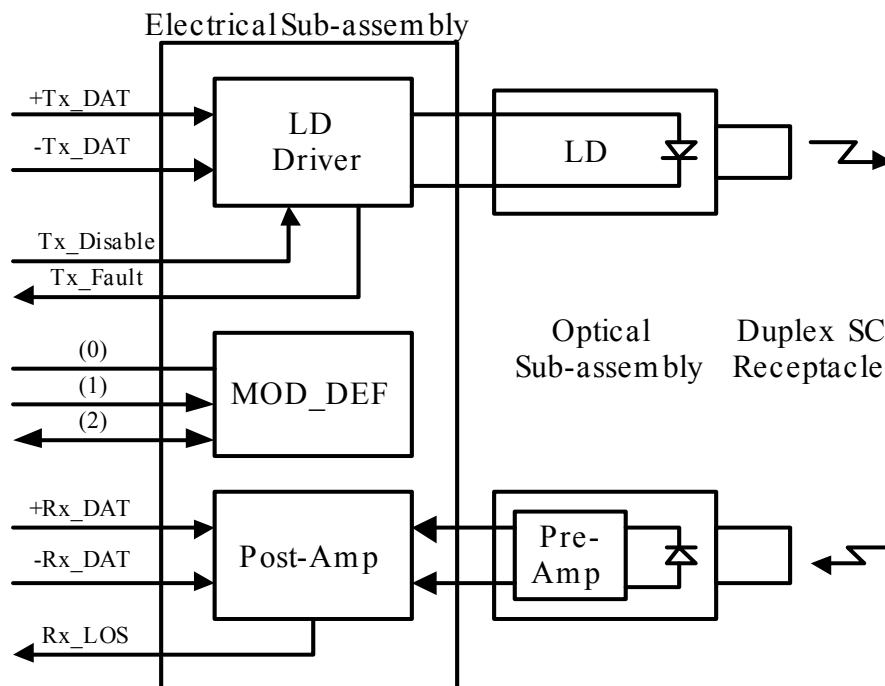 Electrical Sub-assembly
+Tx_DAT
-Tx_DAT
LD
Driver
LD
Tx_Disable
Tx_Fault
(0)
(1)
(2)
MOD_DEF
Optical
Sub-assembly
Duplex SC
Receptacle
+Rx_DAT
-Rx_DAT
Post-Amp
Pre-
Amp
Rx_LOS